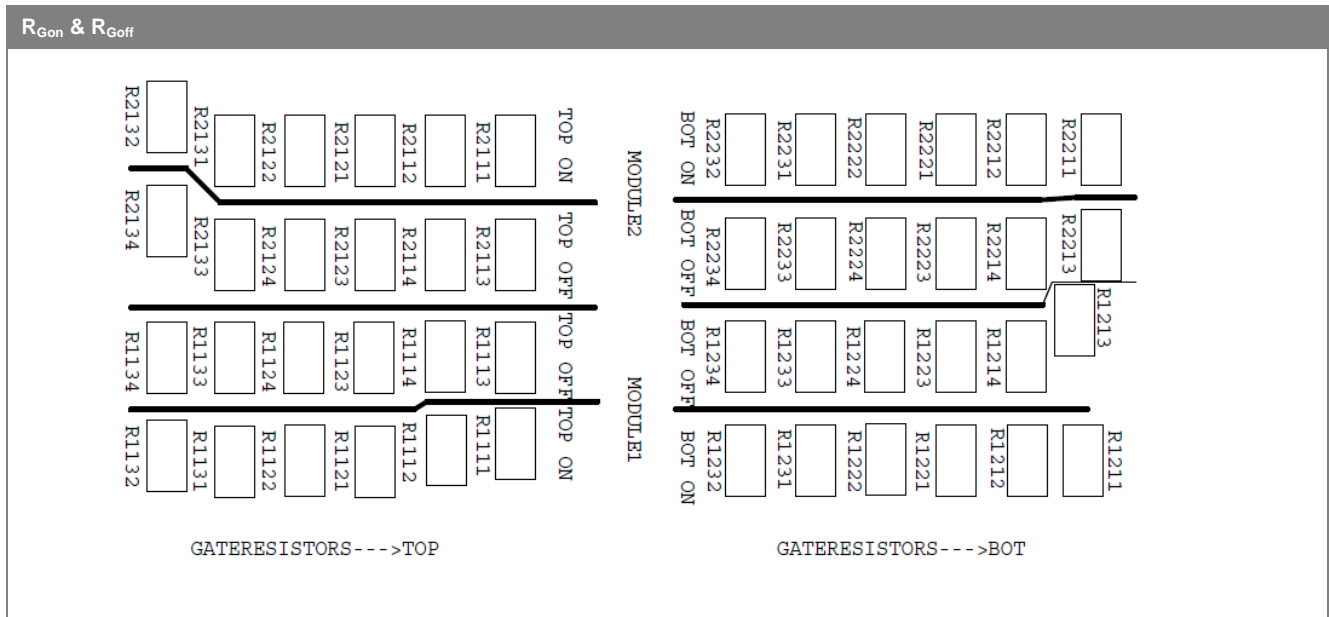 RGon & RGoff
R2132
R2131
R2122
R2121
R2112
R2111
TOP ON
MODULE2
BOT ON
R2232
R2231
R2222
R2221
R2212
R2211
R2134
R2133
R2124
R2123
R2114
R2113
TOP OFF
BOT OFF
R2234
R2233
R2224
R2223
R2214
R2213
R1134
R1133
R1124
R1123
R1114
R1113
TOP OFF
MODULE1
BOT OFF
R1234
R1233
R1224
R1223
R1214
R1213
R1132
R1131
R1122
R1121
R1112
R1111
TOP ON
BOT ON
R1232
R1231
R1222
R1221
R1212
R1211
GATERESISTORS--->TOP
GATERESISTORS--->BOT